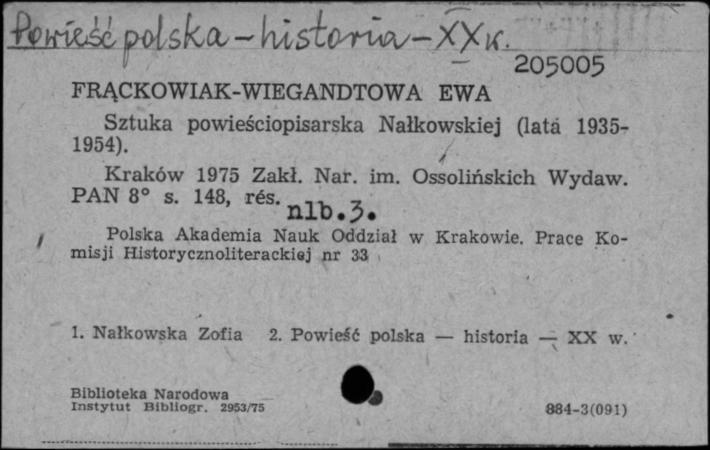 Powieść polska - historia - XX w.
205005
FRĄCKOWIAK-WIEGANDTOWA EWA
Sztuka powieściopisarska Nałkowskiej (lata 1935-
1954).
Kraków 1975 Zakł. Nar. im. Ossolińskich Wydaw.
PAN 8° s. 148, rés. nlb.3.
Polska Akademia Nauk Oddział w Krakowie. Prace Ko-
misji Historycznoliterackiej nr 33
1. Nałkowska Zofia 2. Powieść polska — historia — XX w.
Biblioteka Narodowa
Instytut Bibliogr. 2953/75
884-3(091)